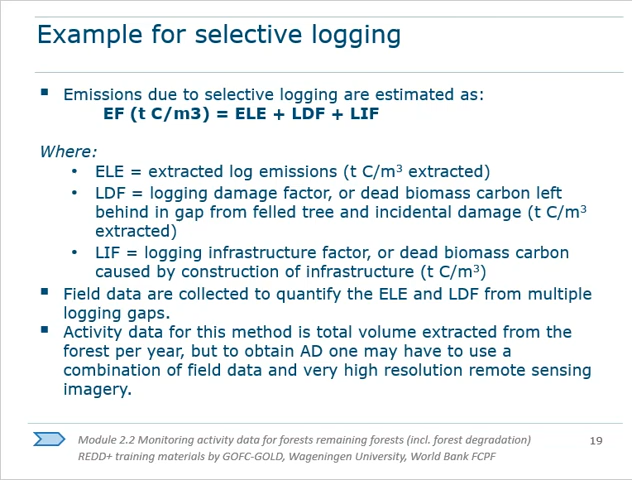 Example for selective logging
▪ Emissions due to selective logging are estimated as:
EF (t C/m3) = ELE + LDF + LIF
Where:
• ELE = extracted log emissions (t C/m³ extracted)
• LDF = logging damage factor, or dead biomass carbon left
behind in gap from felled tree and incidental damage (t C/m³
extracted)
• LIF = logging infrastructure factor, or dead biomass carbon
caused by construction of infrastructure (t C/m³)
▪ Field data are collected to quantify the ELE and LDF from multiple
logging gaps.
▪ Activity data for this method is total volume extracted from the
forest per year, but to obtain AD one may have to use a
combination of field data and very high resolution remote sensing
imagery.
Module 2.2 Monitoring activity data for forests remaining forests (incl. forest degradation)
REDD+ training materials by GOFC-GOLD, Wageningen University, World Bank FCPF
19